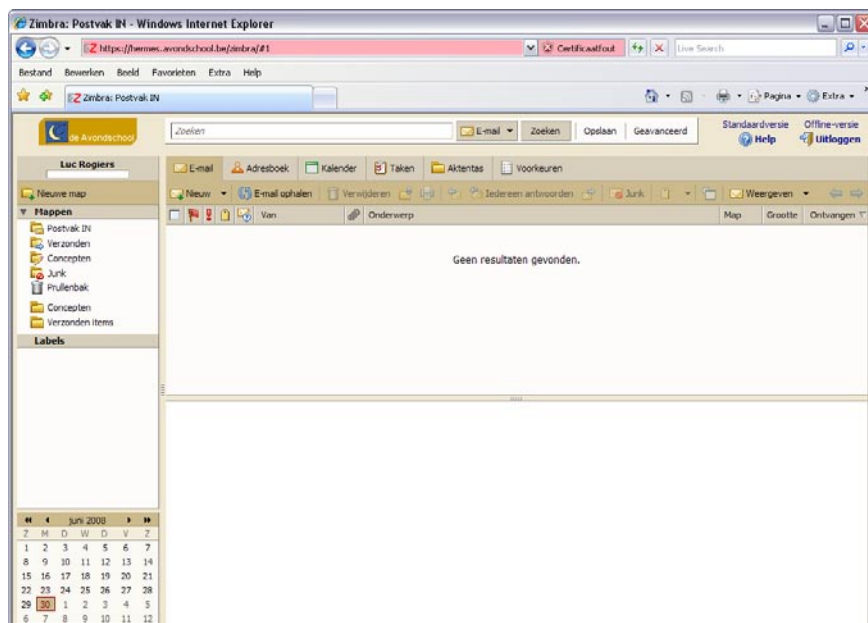 Zimbra: Postvak IN - Windows Internet Explorer
https://hermes.avondschool.be/zimbra/#1 Certificaatfout Live Search
Bestand Bewerken Beeld Favorieten Extra Help
Zimbra: Postvak IN Pagina Extra
de Avondschool Zoeken E-mail Zoeken Opslaan Geavanceerd Standaardversie Offline-versie
Help Uitloggen
Luc Rogiers E-mail Adresboek Kalender Taken Aktentas Voorkeuren
Nieuwe map Nieuw E-mail ophalen Verwijderen Iedereen antwoorden Junk Weergeven
Mappen Van Onderwerp Map Grootte Ontvangen
Postvak IN
Verzonden
Concepten
Junk
Prullenbak
Concepten
Verzonden items
Labels
Geen resultaten gevonden.
juni 2008
Z M D W D V Z
1 2 3 4 5 6 7
8 9 10 11 12 13 14
15 16 17 18 19 20 21
22 23 24 25 26 27 28
29 30 1 2 3 4 5
6 7 8 9 10 11 12